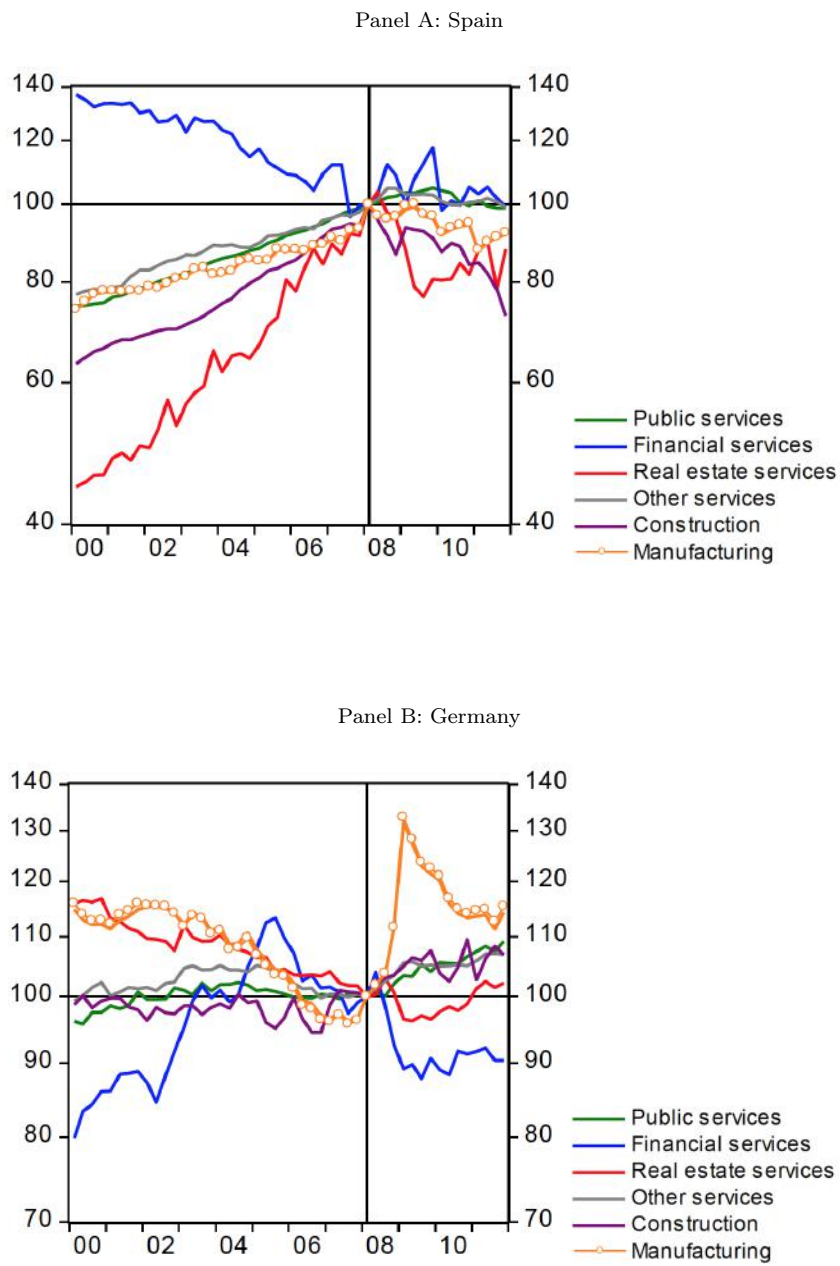 Panel A: Spain
140 140
120 120
100 100
80 80
60 60
40 40
00 02 04 06 08 10
Public services
Financial services
Real estate services
Other services
Construction
Manufacturing
Panel B: Germany
140 140
130 130
120 120
110 110
100 100
90 90
80 80
70 70
00 02 04 06 08 10
Public services
Financial services
Real estate services
Other services
Construction
Manufacturing